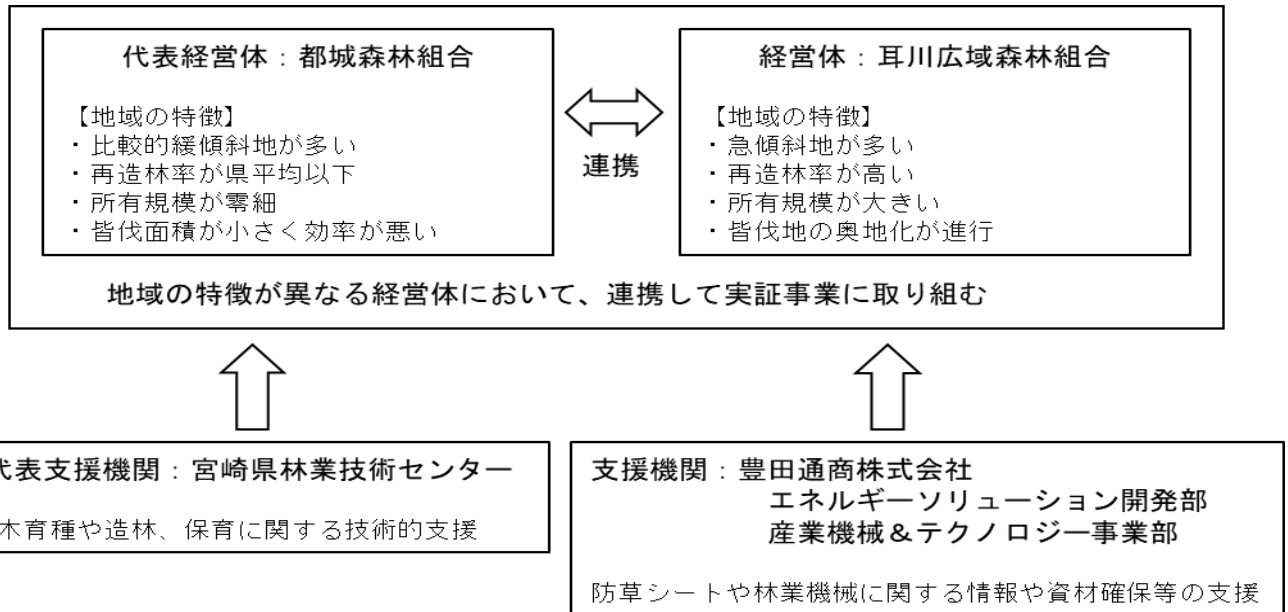 代表経営体：都城森林組合
【地域の特徴】
・比較的緩傾斜地が多い
・再造林率が県平均以下
・所有規模が零細
・皆伐面積が小さく効率が悪い
連携
経営体：耳川広域森林組合
【地域の特徴】
・急傾斜地が多い
・再造林率が高い
・所有規模が大きい
・皆伐地の奥地化が進行
地域の特徴が異なる経営体において、連携して実証事業に取り組む
代表支援機関：宮崎県林業技術センター
木育種や造林、保育に関する技術的支援
支援機関：豊田通商株式会社
エネルギーソリューション開発部
産業機械＆テクノロジー事業部
防草シートや林業機械に関する情報や資材確保等の支援